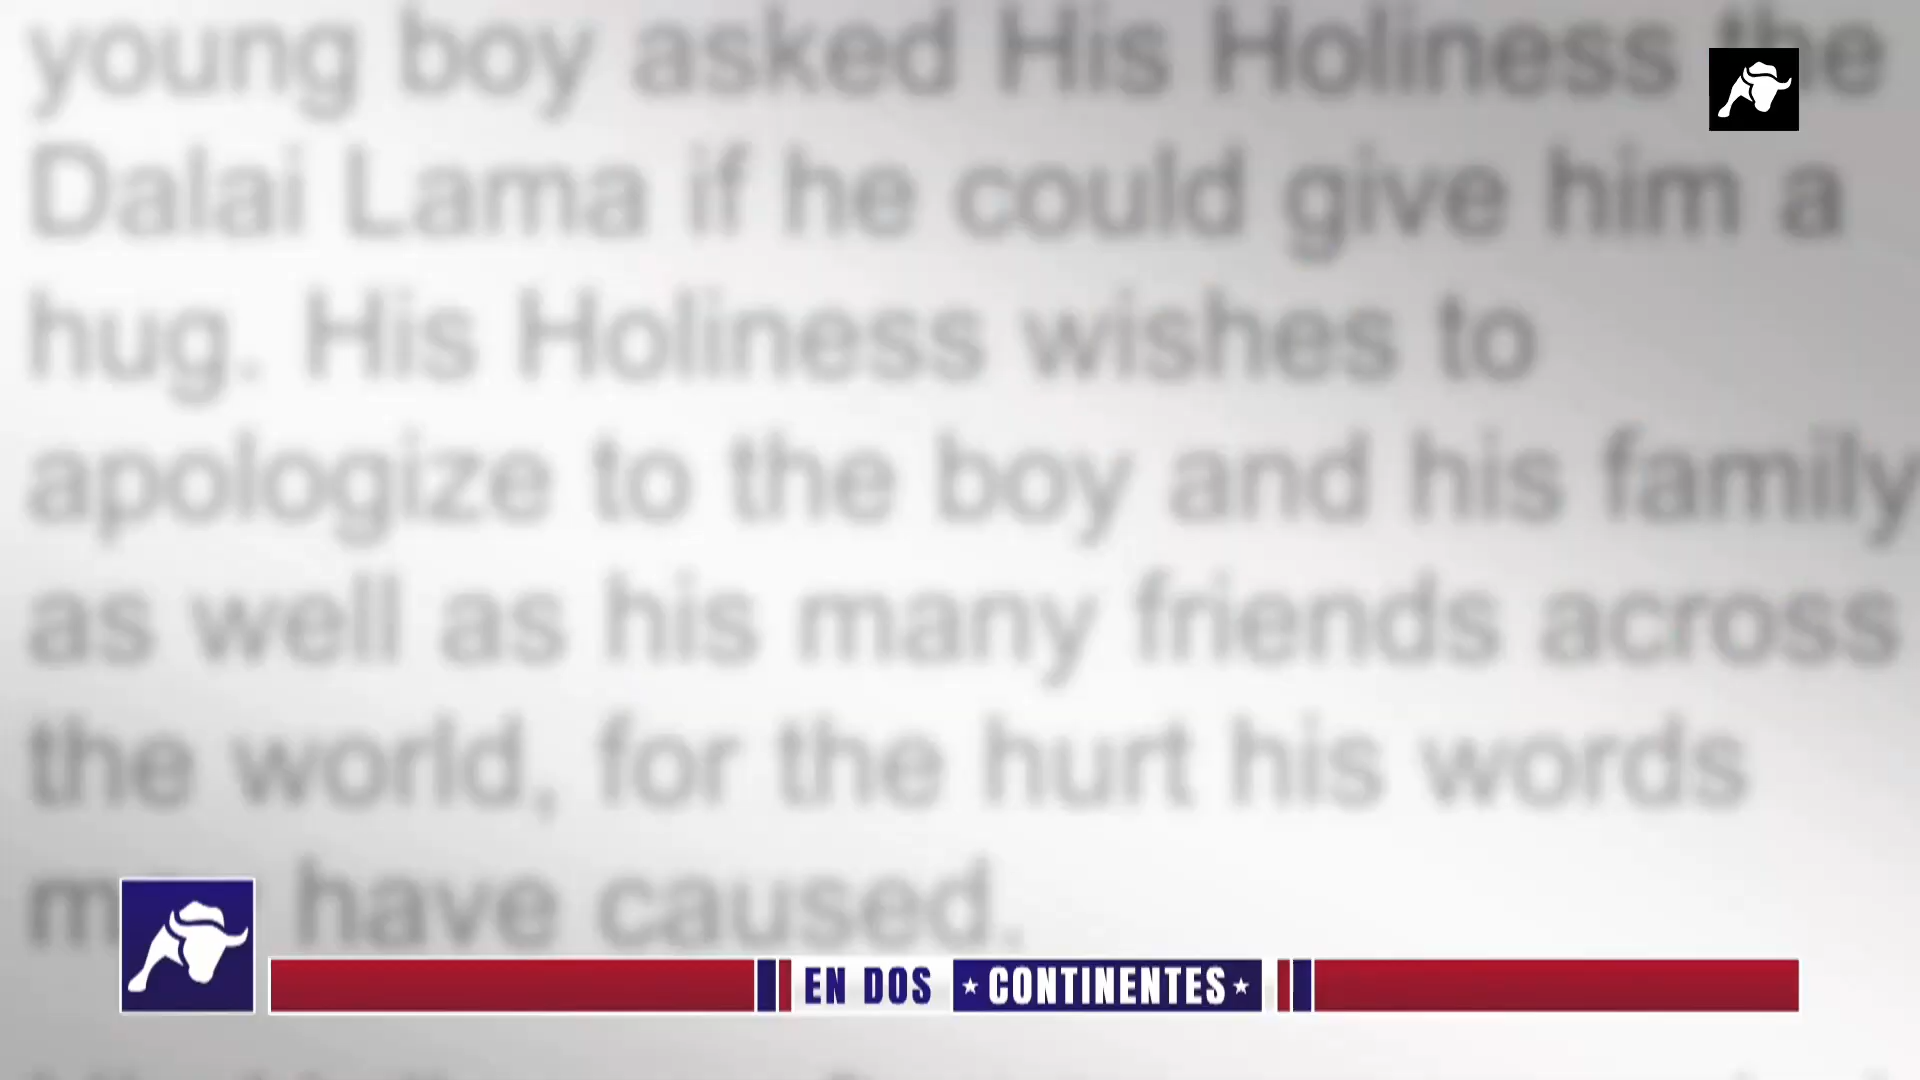 young boy asked His Holiness the
Dalai Lama if he could give him a
hug. His Holiness wishes to
apologize to the boy and his family
as well as his many friends across
the world, for the hurt his words
have caused.
EN DOS CONTINENTES